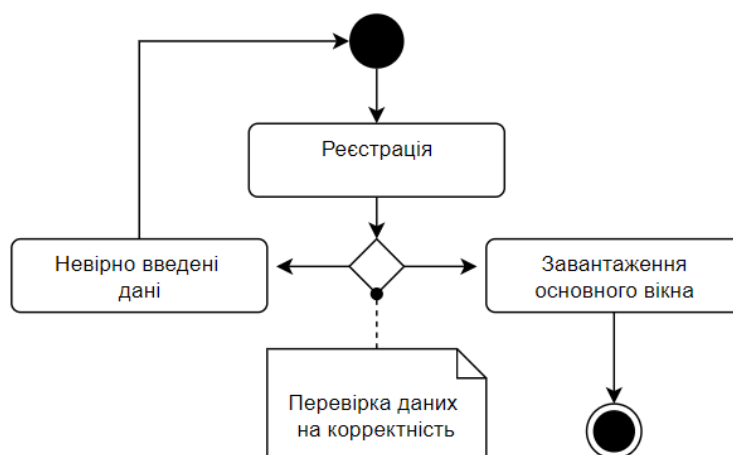 Реєстрація
Невірно введені
дані
Завантаження
основного вікна
Перевірка даних
на корректність